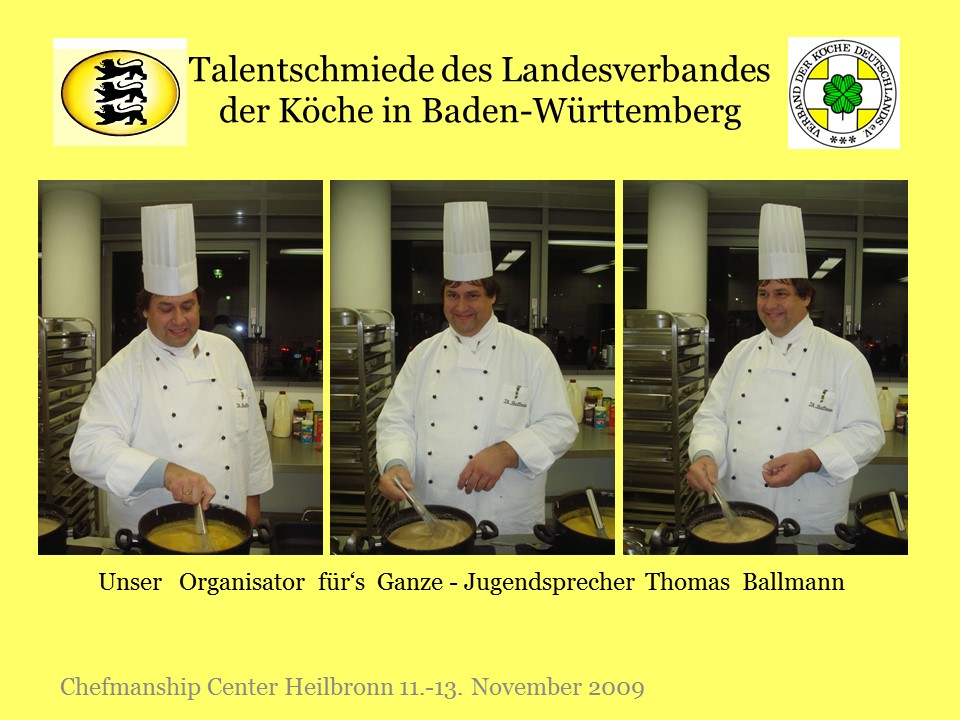 Talentschmiede des Landesverbandes
der Köche in Baden-Württemberg
VERBAND DER KÖCHE DEUTSCHLANDS e.V.
***
Unser Organisator für‘s Ganze - Jugendsprecher Thomas Ballmann
Chefmanship Center Heilbronn 11.-13. November 2009